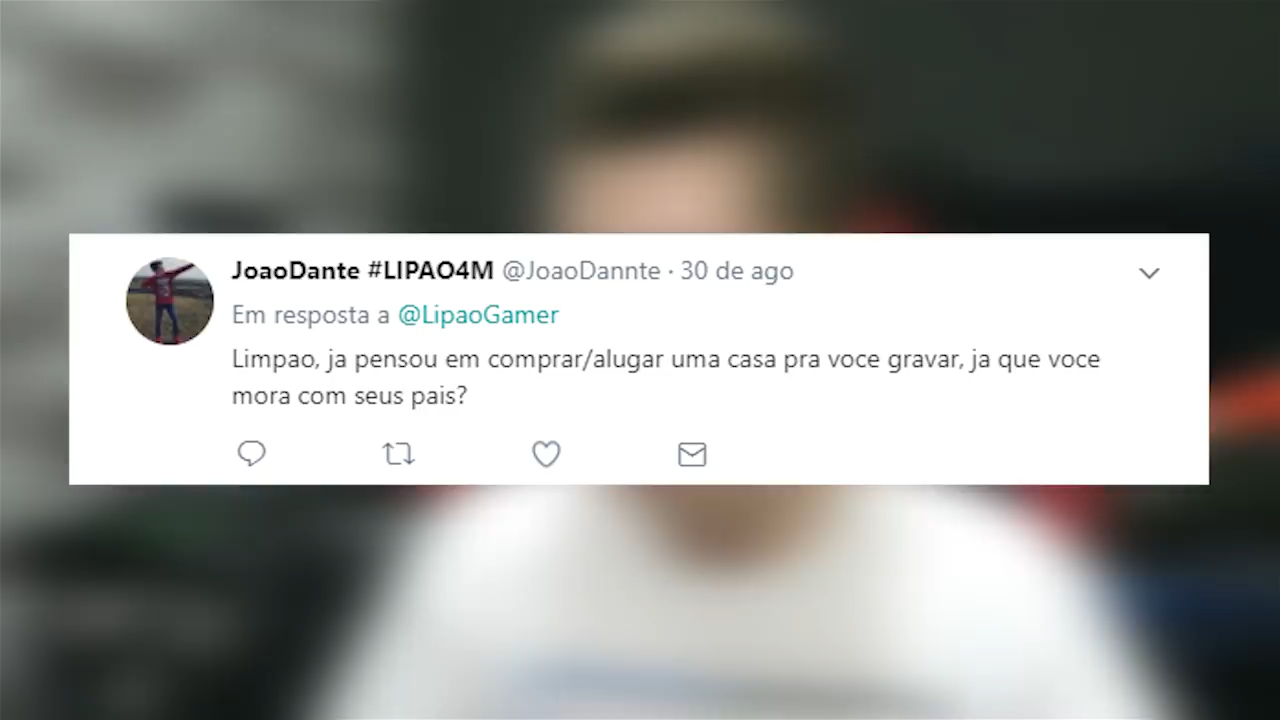 JoaoDante #LIPAO4M @JoaoDannte · 30 de ago
Em resposta a @LipaoGamer
Limpao, ja pensou em comprar/alugar uma casa pra voce gravar, ja que voce
mora com seus pais?